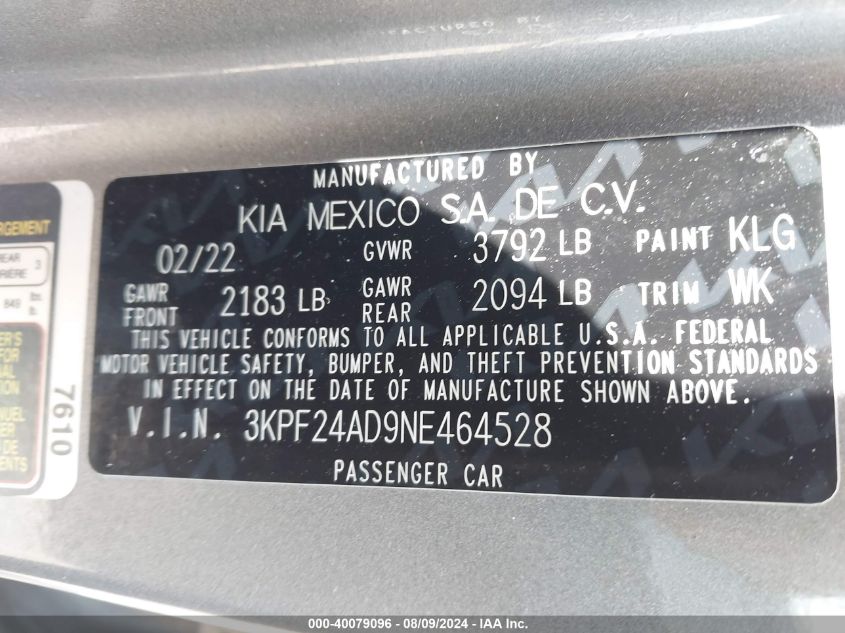 MANUFACTURED BY
KIA MEXICO S.A. DE C.V.
02/22 GVWR 3792 LB PAINT KLG
GAWR FRONT 2183 LB GAWR REAR 2094 LB TRIM WK
THIS VEHICLE CONFORMS TO ALL APPLICABLE U.S.A. FEDERAL
MOTOR VEHICLE SAFETY, BUMPER, AND THEFT PREVENTION STANDARDS
IN EFFECT ON THE DATE OF MANUFACTURE SHOWN ABOVE.
V.I.N. 3KPF24AD9NE464528
PASSENGER CAR
REAR
3
849
7610
000-40079096 - 08/09/2024 - IAA Inc.